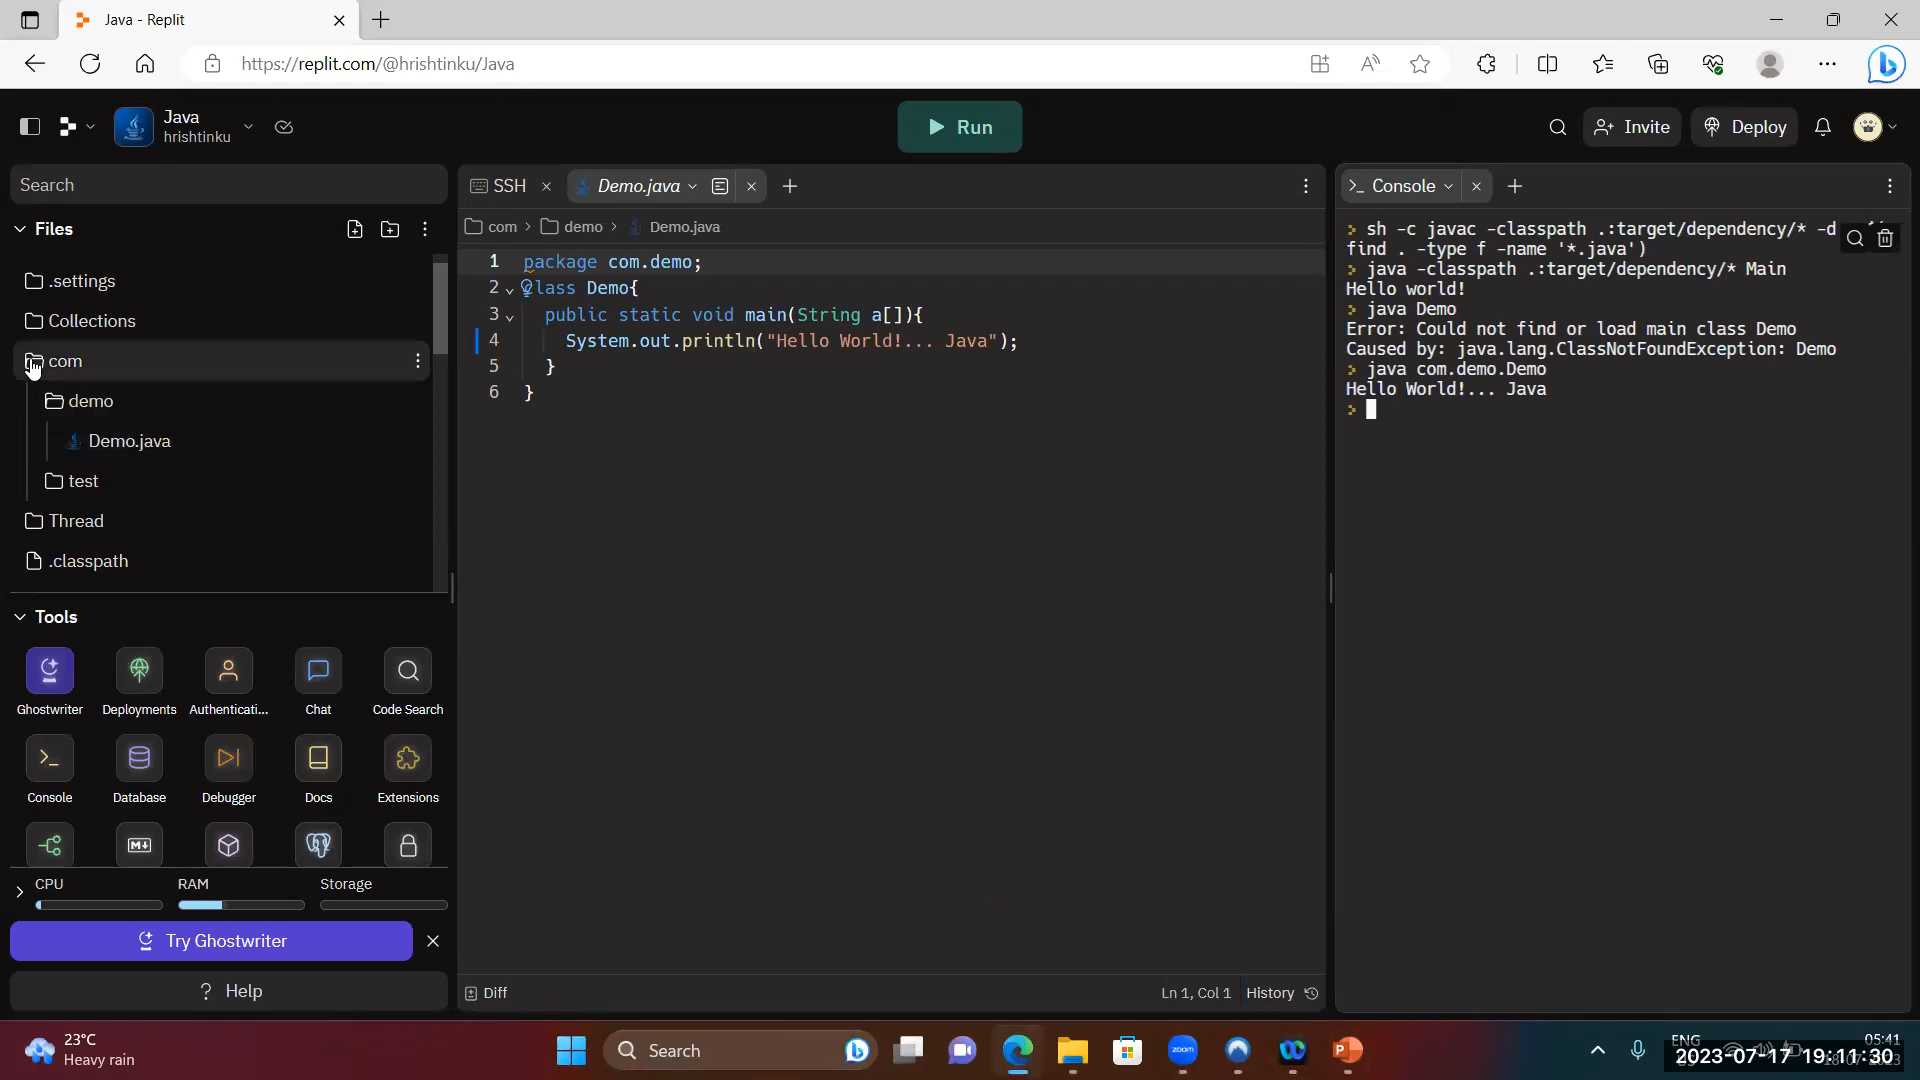 Java - Replit
https://replit.com/@hrishtinku/Java
Java
hrishtinku
Run
Invite
Deploy
Search
Files
.settings
Collections
com
demo
Demo.java
test
Thread
.classpath
Tools
Ghostwriter
Deployments
Authenticati...
Chat
Code Search
Console
Database
Debugger
Docs
Extensions
CPU
RAM
Storage
Try Ghostwriter
? Help
SSH
Demo.java
com > demo > Demo.java
1 package com.demo;
2 class Demo{
3 public static void main(String a[]){
4 System.out.println("Hello World!... Java");
5 }
6 }
Diff
Ln 1, Col 1
History
Console
> sh -c javac -classpath .:target/dependency/* -d
find . -type f -name '*.java')
> java -classpath .:target/dependency/* Main
Hello world!
> java Demo
Error: Could not find or load main class Demo
Caused by: java.lang.ClassNotFoundException: Demo
> java com.demo.Demo
Hello World!... Java
>
23°C
Heavy rain
Search
zoom
ENG
05:41
2023-07-17 19:11:30